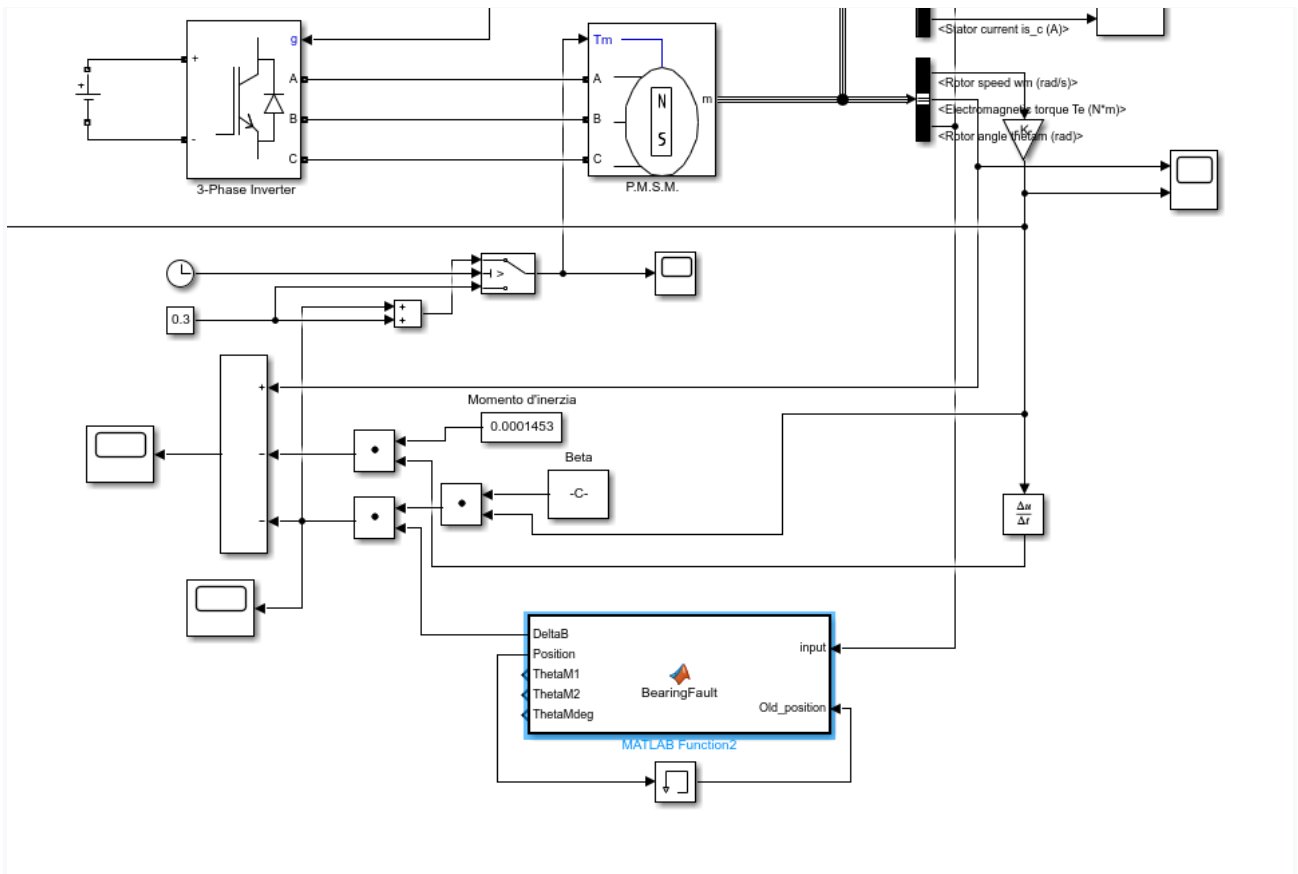 <Stator current is_c (A)>
g
Tm
+
A
A
<Rotor speed wm (rad/s)>
N
m
<Electromagnetic torque Te (N*m)>
B
B
K
S
<Rotor angle thetam (rad)>
-
C
C
3-Phase Inverter
P.M.S.M.
>
+
0.3
+
+
Momento d'inerzia
0.0001453
−
Beta
-C-
Δu
Δt
−
DeltaB
input
Position
ThetaM1
BearingFault
ThetaM2
Old_position
ThetaMdeg
MATLAB Function2